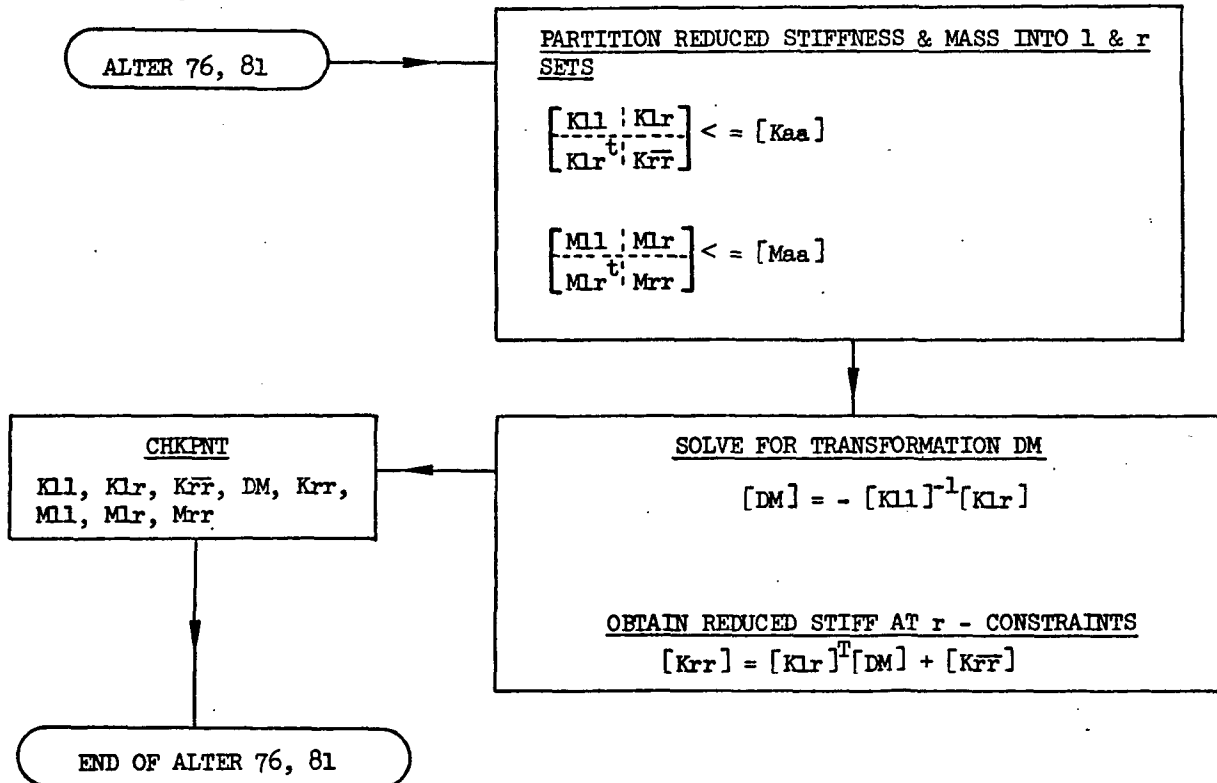 ALTER 76, 81
PARTITION REDUCED STIFFNESS & MASS INTO l & r
SETS
[Kll ¦ Klr]
[Klr^t ¦ Kr̅r̅] < = [Kaa]
[Mll ¦ Mlr]
[Mlr^t ¦ Mrr] < = [Maa]
SOLVE FOR TRANSFORMATION DM
[DM] = - [Kll]^-1[Klr]
OBTAIN REDUCED STIFF AT r - CONSTRAINTS
[Krr] = [Klr]^T[DM] + [Kr̅r̅]
CHKPNT
Kll, Klr, Kr̅r̅, DM, Krr,
Mll, Mlr, Mrr
END OF ALTER 76, 81